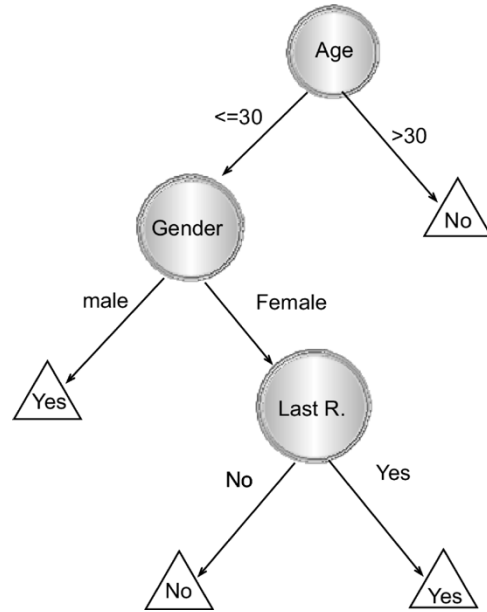 Age
<=30
>30
No
Gender
male
Female
Yes
Last R.
No
Yes
No
Yes